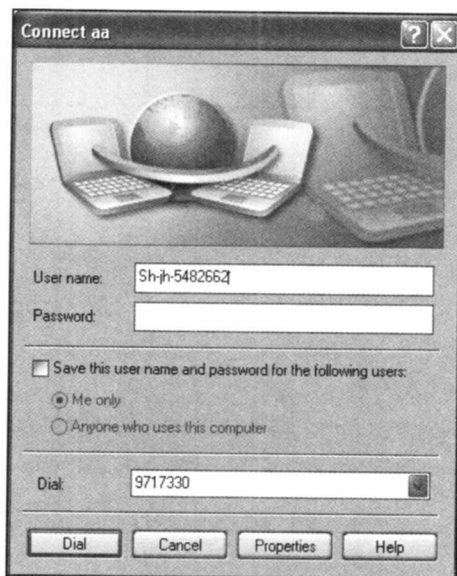 Connect aa
User name: Sh-jh-5482662
Password:
Save this user name and password for the following users:
Me only
Anyone who uses this computer
Dial: 9717330
Dial Cancel Properties Help